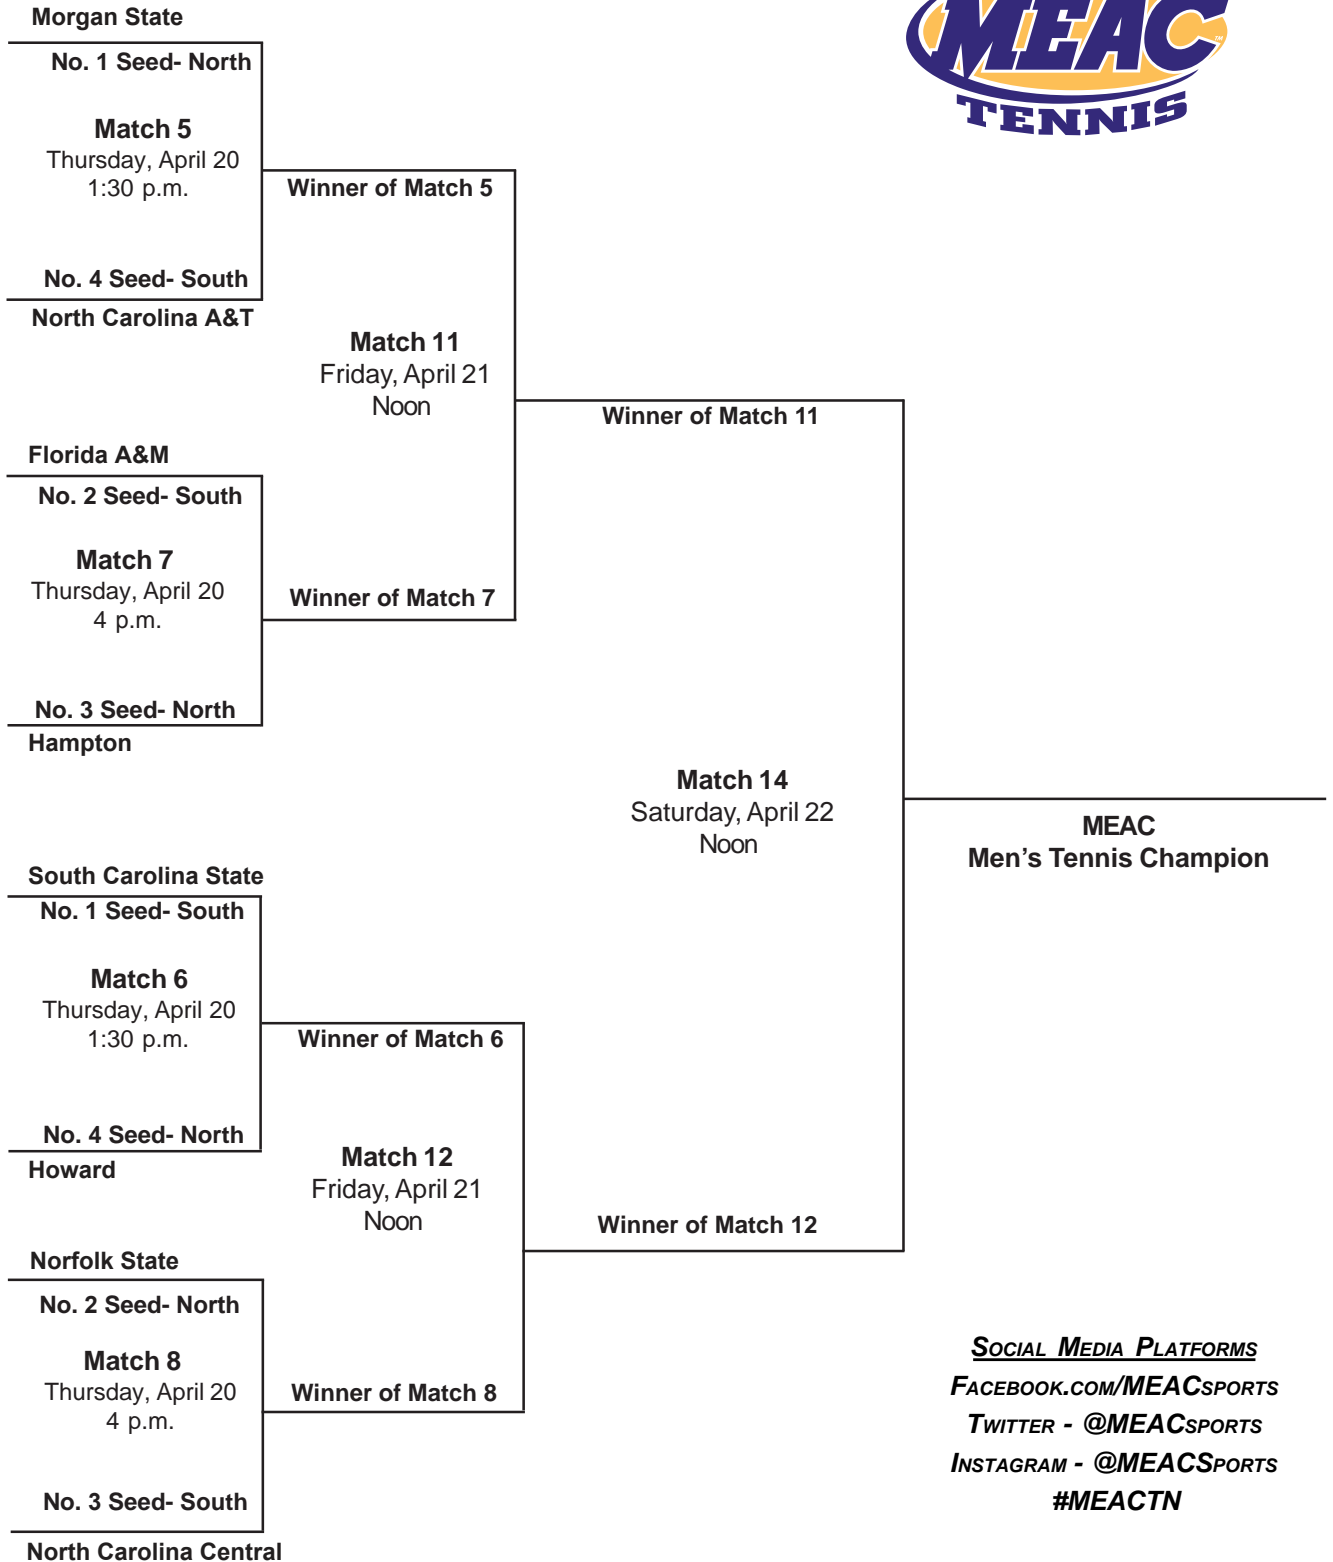 MEAC
TENNIS
Morgan State
No. 1 Seed- North
Match 5
Thursday, April 20
1:30 p.m.
No. 4 Seed- South
North Carolina A&T
Winner of Match 5
Match 11
Friday, April 21
Noon
Winner of Match 11
Florida A&M
No. 2 Seed- South
Match 7
Thursday, April 20
4 p.m.
No. 3 Seed- North
Hampton
Winner of Match 7
Match 14
Saturday, April 22
Noon
MEAC
Men's Tennis Champion
South Carolina State
No. 1 Seed- South
Match 6
Thursday, April 20
1:30 p.m.
No. 4 Seed- North
Howard
Winner of Match 6
Match 12
Friday, April 21
Noon
Winner of Match 12
Norfolk State
No. 2 Seed- North
Match 8
Thursday, April 20
4 p.m.
No. 3 Seed- South
North Carolina Central
Winner of Match 8
Social Media Platforms
Facebook.com/MEACsports
Twitter - @MEACsports
Instagram - @MEACSports
#MEACTN